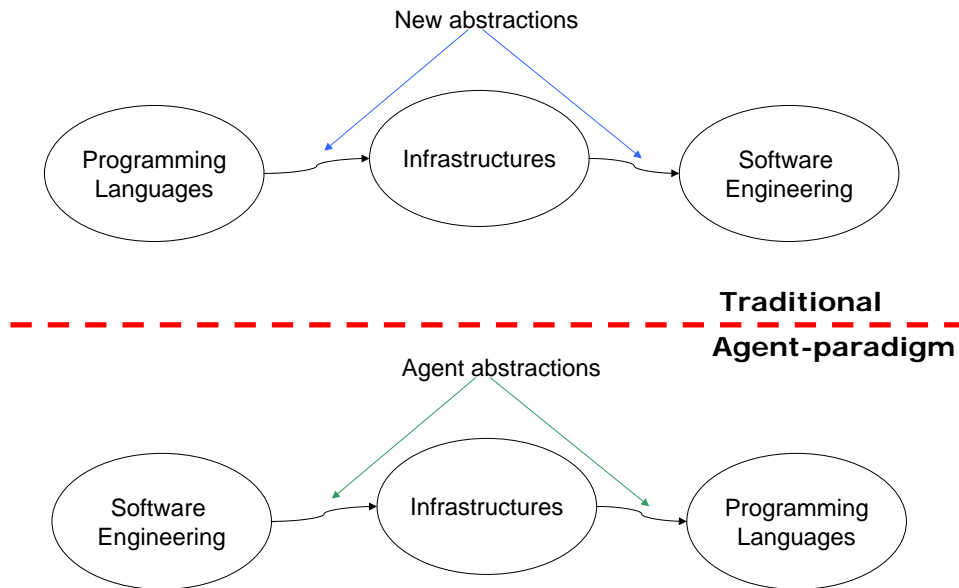 New abstractions
Programming
Languages
Infrastructures
Software
Engineering
Traditional
Agent-paradigm
Agent abstractions
Software
Engineering
Infrastructures
Programming
Languages